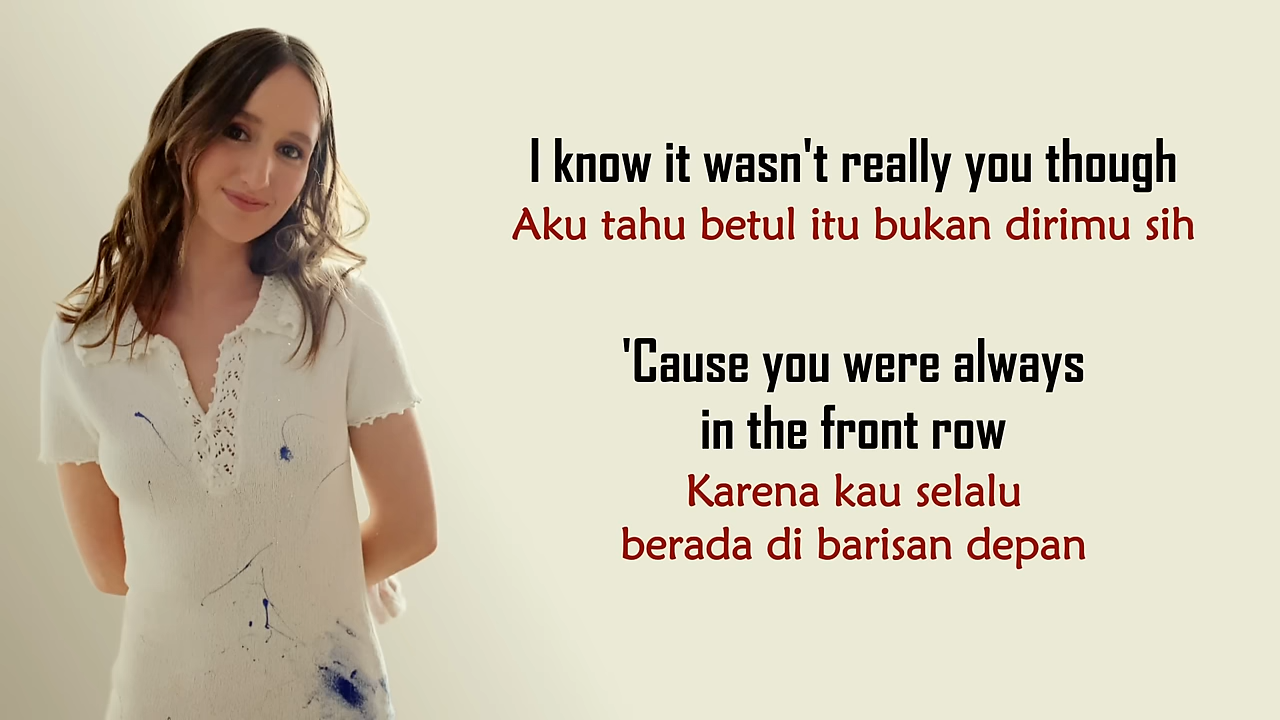 I know it wasn't really you though
Aku tahu betul itu bukan dirimu sih
'Cause you were always
in the front row
Karena kau selalu
berada di barisan depan